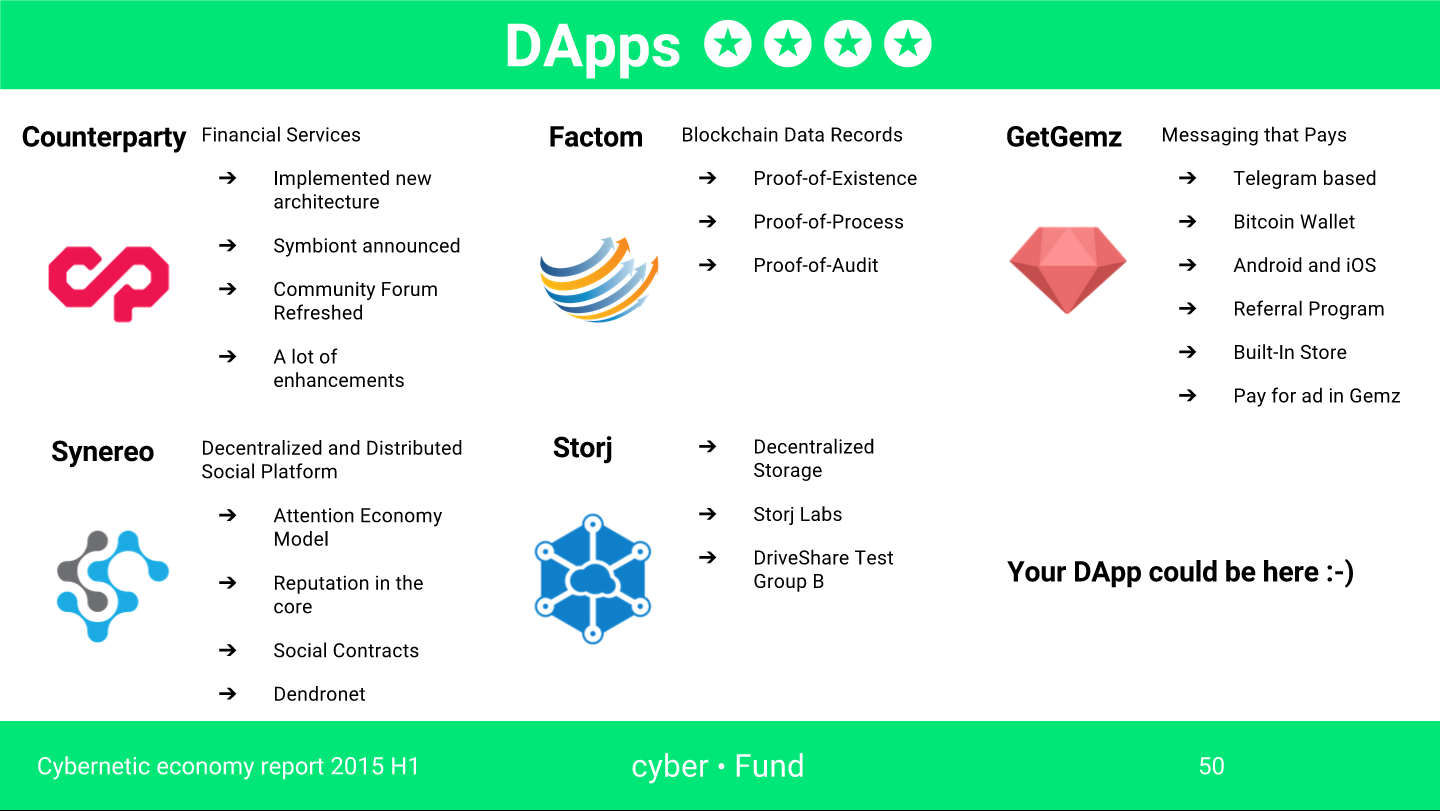 DApps
Counterparty
Financial Services
➔ Implemented new
architecture
➔ Symbiont announced
➔ Community Forum
Refreshed
➔ A lot of
enhancements
Factom
Blockchain Data Records
➔ Proof-of-Existence
➔ Proof-of-Process
➔ Proof-of-Audit
GetGemz
Messaging that Pays
➔ Telegram based
➔ Bitcoin Wallet
➔ Android and iOS
➔ Referral Program
➔ Built-In Store
➔ Pay for ad in Gemz
Synereo
Decentralized and Distributed
Social Platform
➔ Attention Economy
Model
➔ Reputation in the
core
➔ Social Contracts
➔ Dendronet
Storj
➔ Decentralized
Storage
➔ Storj Labs
➔ DriveShare Test
Group B
Your DApp could be here :-)
Cybernetic economy report 2015 H1
cyber • Fund
50